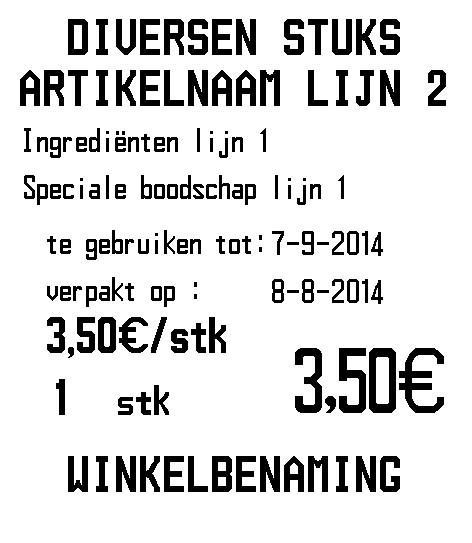 DIVERSEN STUKS
ARTIKELNAAM LIJN 2
Ingrediënten lijn 1
Speciale boodschap lijn 1
te gebruiken tot: 7-9-2014
verpakt op : 8-8-2014
3,50€/stk
1 stk 3,50€
WINKELBENAMING